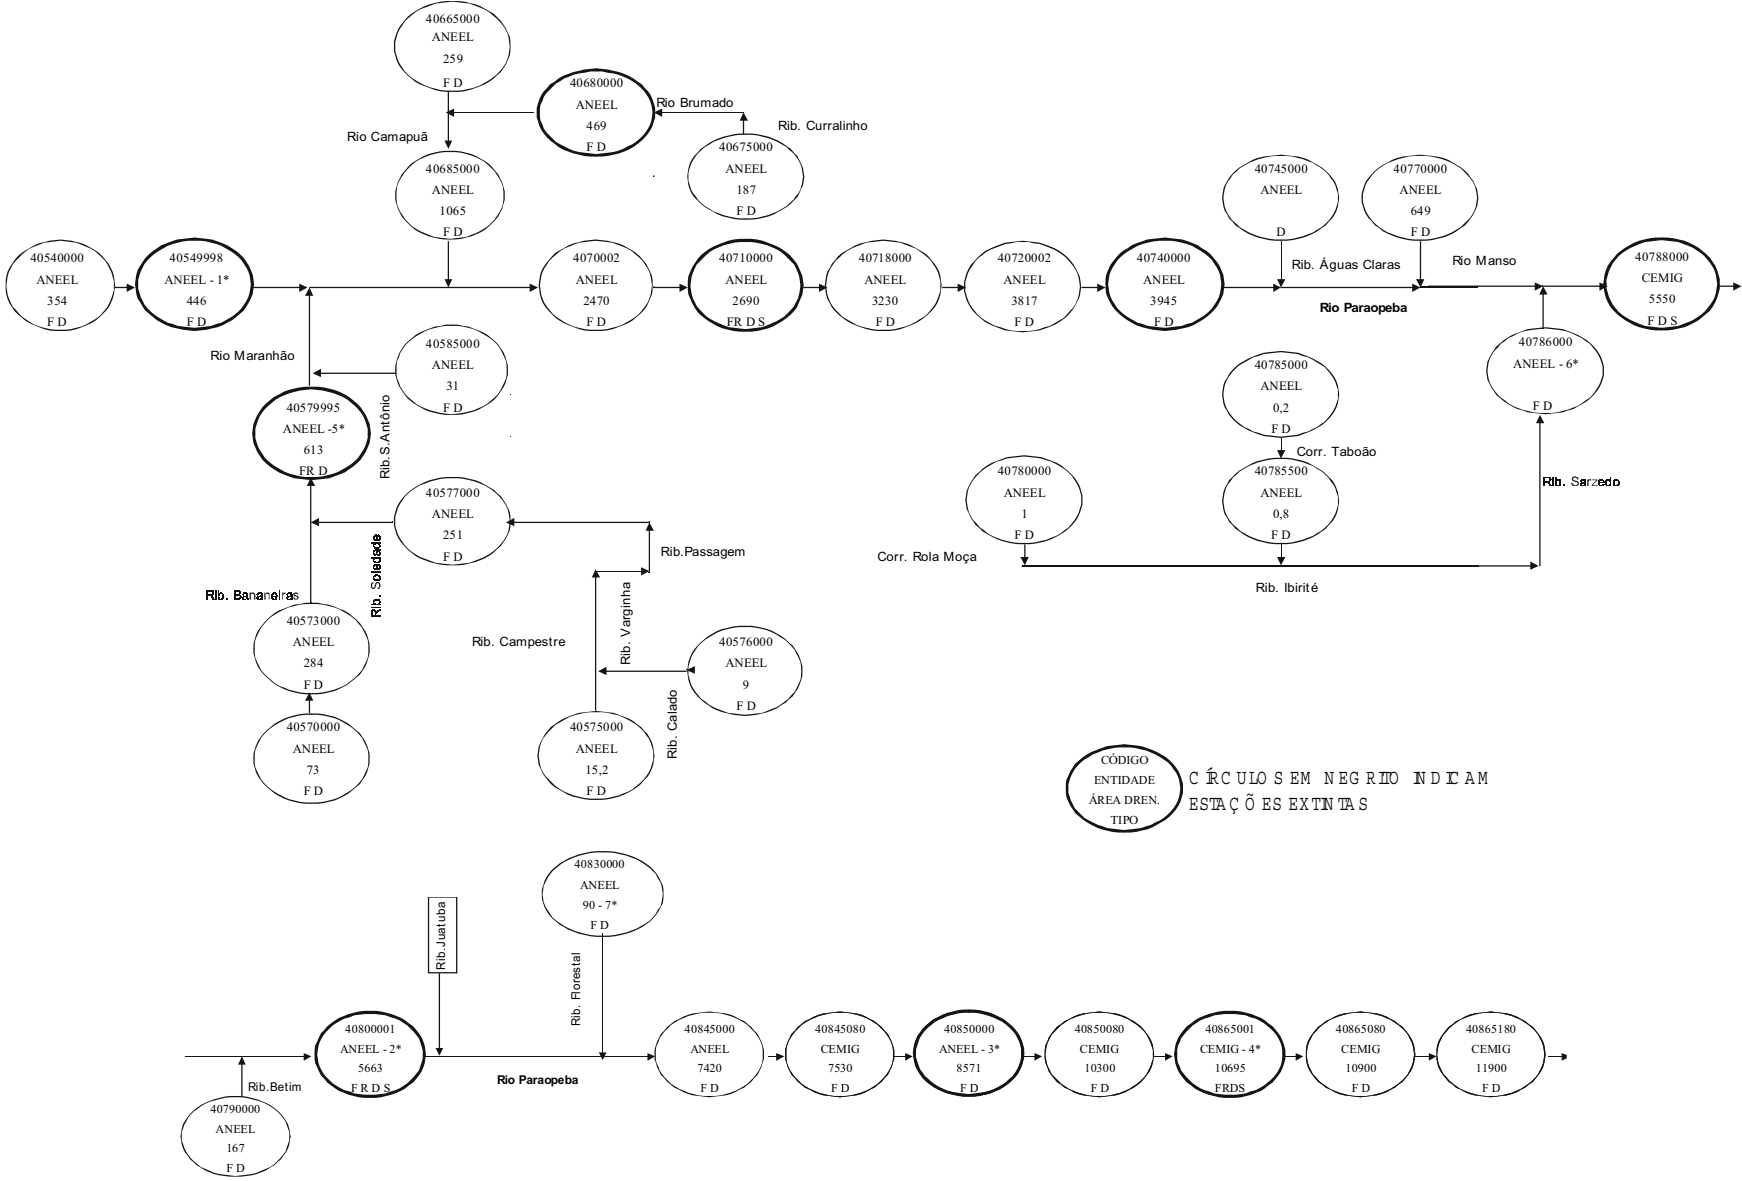 40665000
ANEEL
259
F D
40680000
ANEEL
469
F D
Rio Brumado
Rib. Curralinho
Rio Camapuã
40685000
ANEEL
1065
F D
40675000
ANEEL
187
F D
40745000
ANEEL
D
40770000
ANEEL
649
F D
40540000
ANEEL
354
F D
40549998
ANEEL - 1*
446
F D
4070002
ANEEL
2470
F D
40710000
ANEEL
2690
FR D S
40718000
ANEEL
3230
F D
40720002
ANEEL
3817
F D
40740000
ANEEL
3945
F D
Rib. Águas Claras
Rio Manso
Rio Paraopeba
40788000
CEMIG
5550
F D S
Rio Maranhão
40585000
ANEEL
31
F D
40786000
ANEEL - 6*
F D
40785000
ANEEL
0,2
F D
40579995
ANEEL -5*
613
FR D
Rib.S.Antônio
Corr. Taboão
40780000
ANEEL
1
F D
40785500
ANEEL
0,8
F D
Rib. Sarzedo
40577000
ANEEL
251
F D
Rib.Passagem
Corr. Rola Moça
Rib. Ibirité
Rib. Bananeiras
Rib. Soledade
40573000
ANEEL
284
F D
Rib. Campestre
Rib. Varginha
40576000
ANEEL
9
F D
40570000
ANEEL
73
F D
40575000
ANEEL
15,2
F D
Rib. Calado
CÓDIGO
ENTIDADE
ÁREA DREN.
TIPO
CÍRCULOS EM NEGRITO INDICAM
ESTAÇÕES EXTINTAS
40830000
ANEEL
90 - 7*
F D
Rib.Juatuba
Rib. Florestal
40800001
ANEEL - 2*
5663
F R D S
Rio Paraopeba
40845000
ANEEL
7420
F D
40845080
CEMIG
7530
F D
40850000
ANEEL - 3*
8571
F D
40850080
CEMIG
10300
F D
40865001
CEMIG - 4*
10695
FRDS
40865080
CEMIG
10900
F D
40865180
CEMIG
11900
F D
Rib.Betim
40790000
ANEEL
167
F D